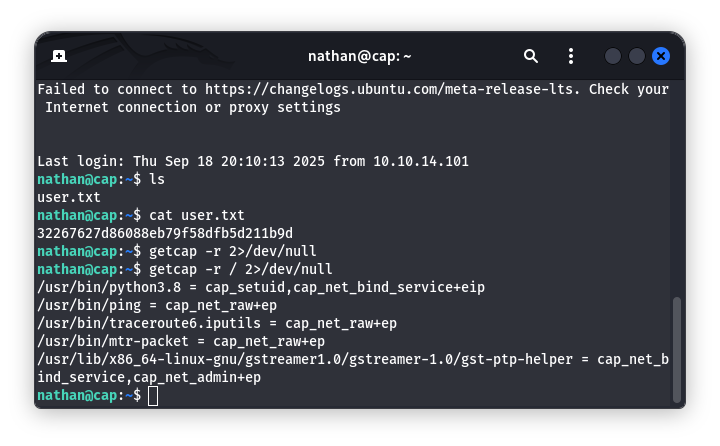 nathan@cap: ~
Failed to connect to https://changelogs.ubuntu.com/meta-release-lts. Check your
 Internet connection or proxy settings
Last login: Thu Sep 18 20:10:13 2025 from 10.10.14.101
nathan@cap:~$ ls
user.txt
nathan@cap:~$ cat user.txt
32267627d86088eb79f58dfb5d211b9d
nathan@cap:~$ getcap -r 2>/dev/null
nathan@cap:~$ getcap -r / 2>/dev/null
/usr/bin/python3.8 = cap_setuid,cap_net_bind_service+eip
/usr/bin/ping = cap_net_raw+ep
/usr/bin/traceroute6.iputils = cap_net_raw+ep
/usr/bin/mtr-packet = cap_net_raw+ep
/usr/lib/x86_64-linux-gnu/gstreamer1.0/gstreamer-1.0/gst-ptp-helper = cap_net_b
ind_service,cap_net_admin+ep
nathan@cap:~$